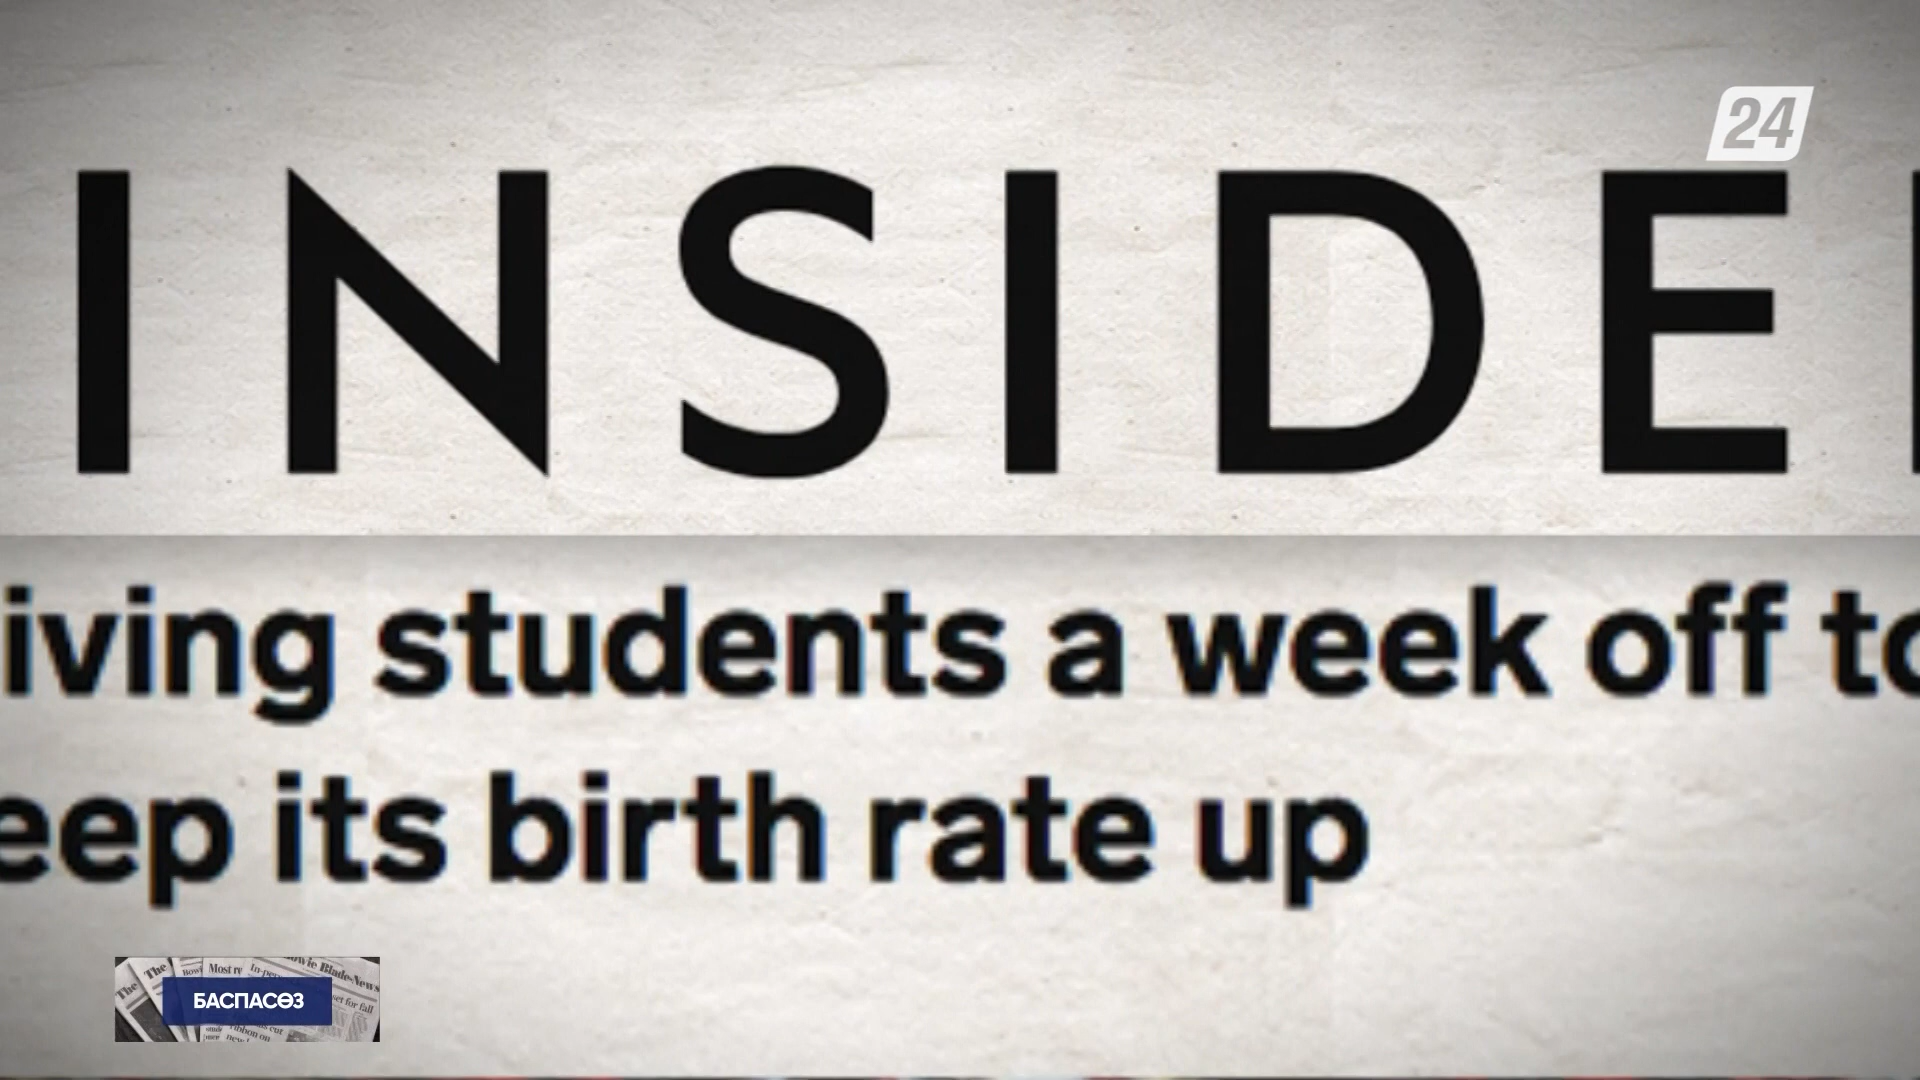 24
INSIDE
iving students a week off to
eep its birth rate up
БАСПАСӨЗ